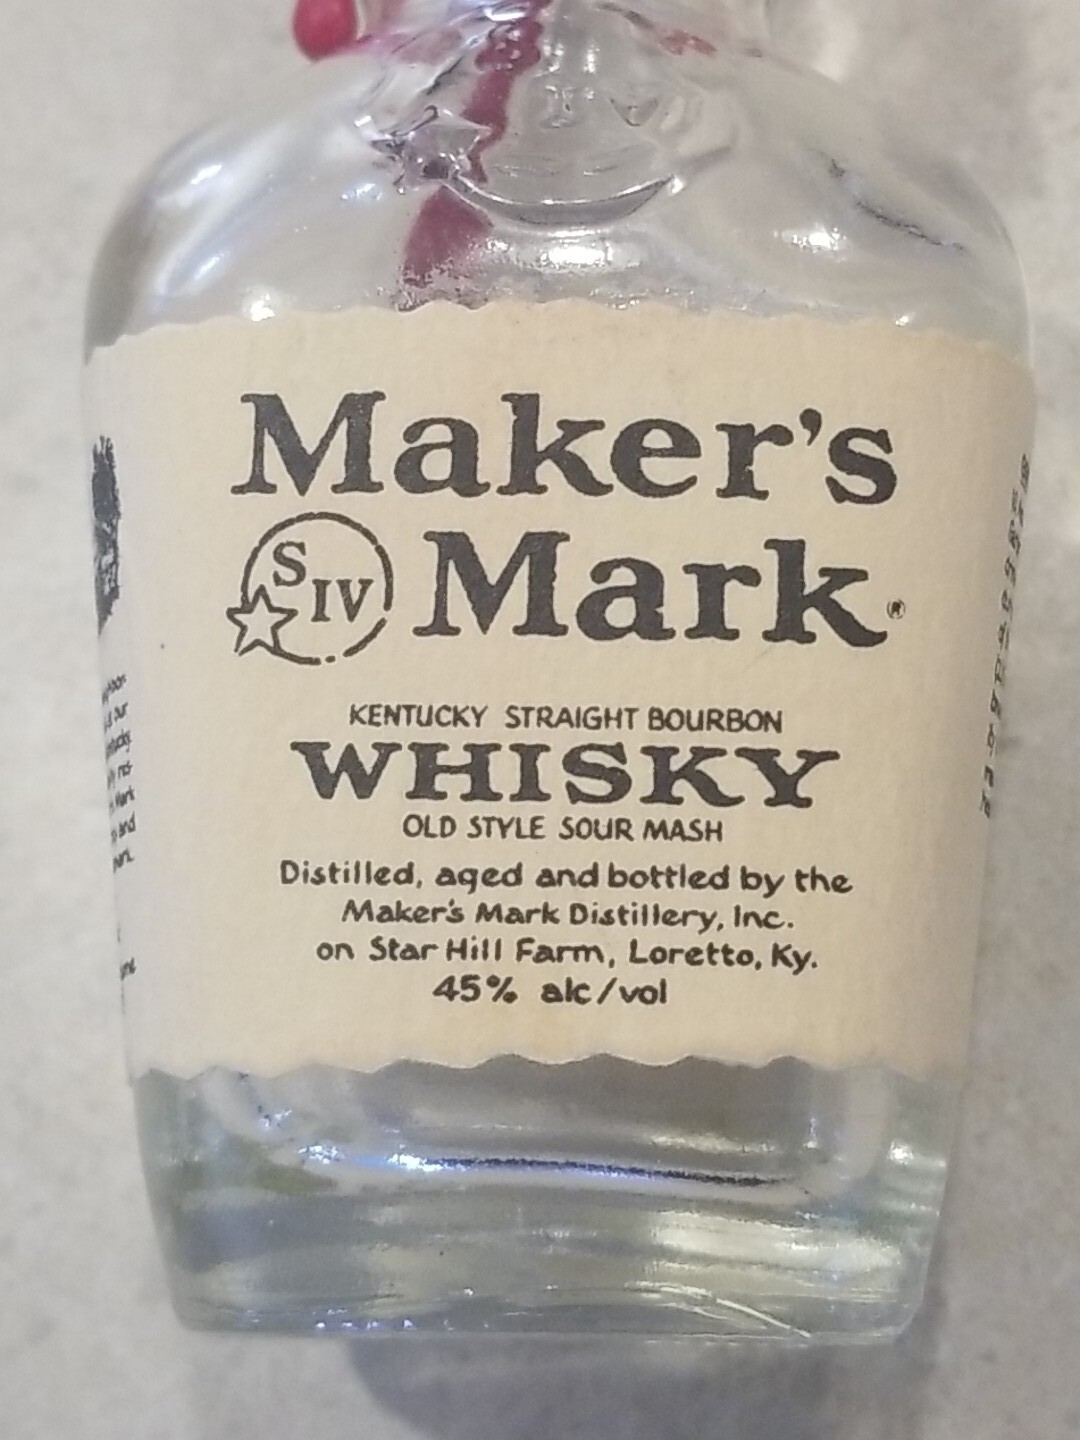 Maker's
S IV Mark®
KENTUCKY STRAIGHT BOURBON
WHISKY
OLD STYLE SOUR MASH
Distilled, aged and bottled by the
Maker's Mark Distillery, Inc.
on Star Hill Farm, Loretto, Ky.
45% alc/vol